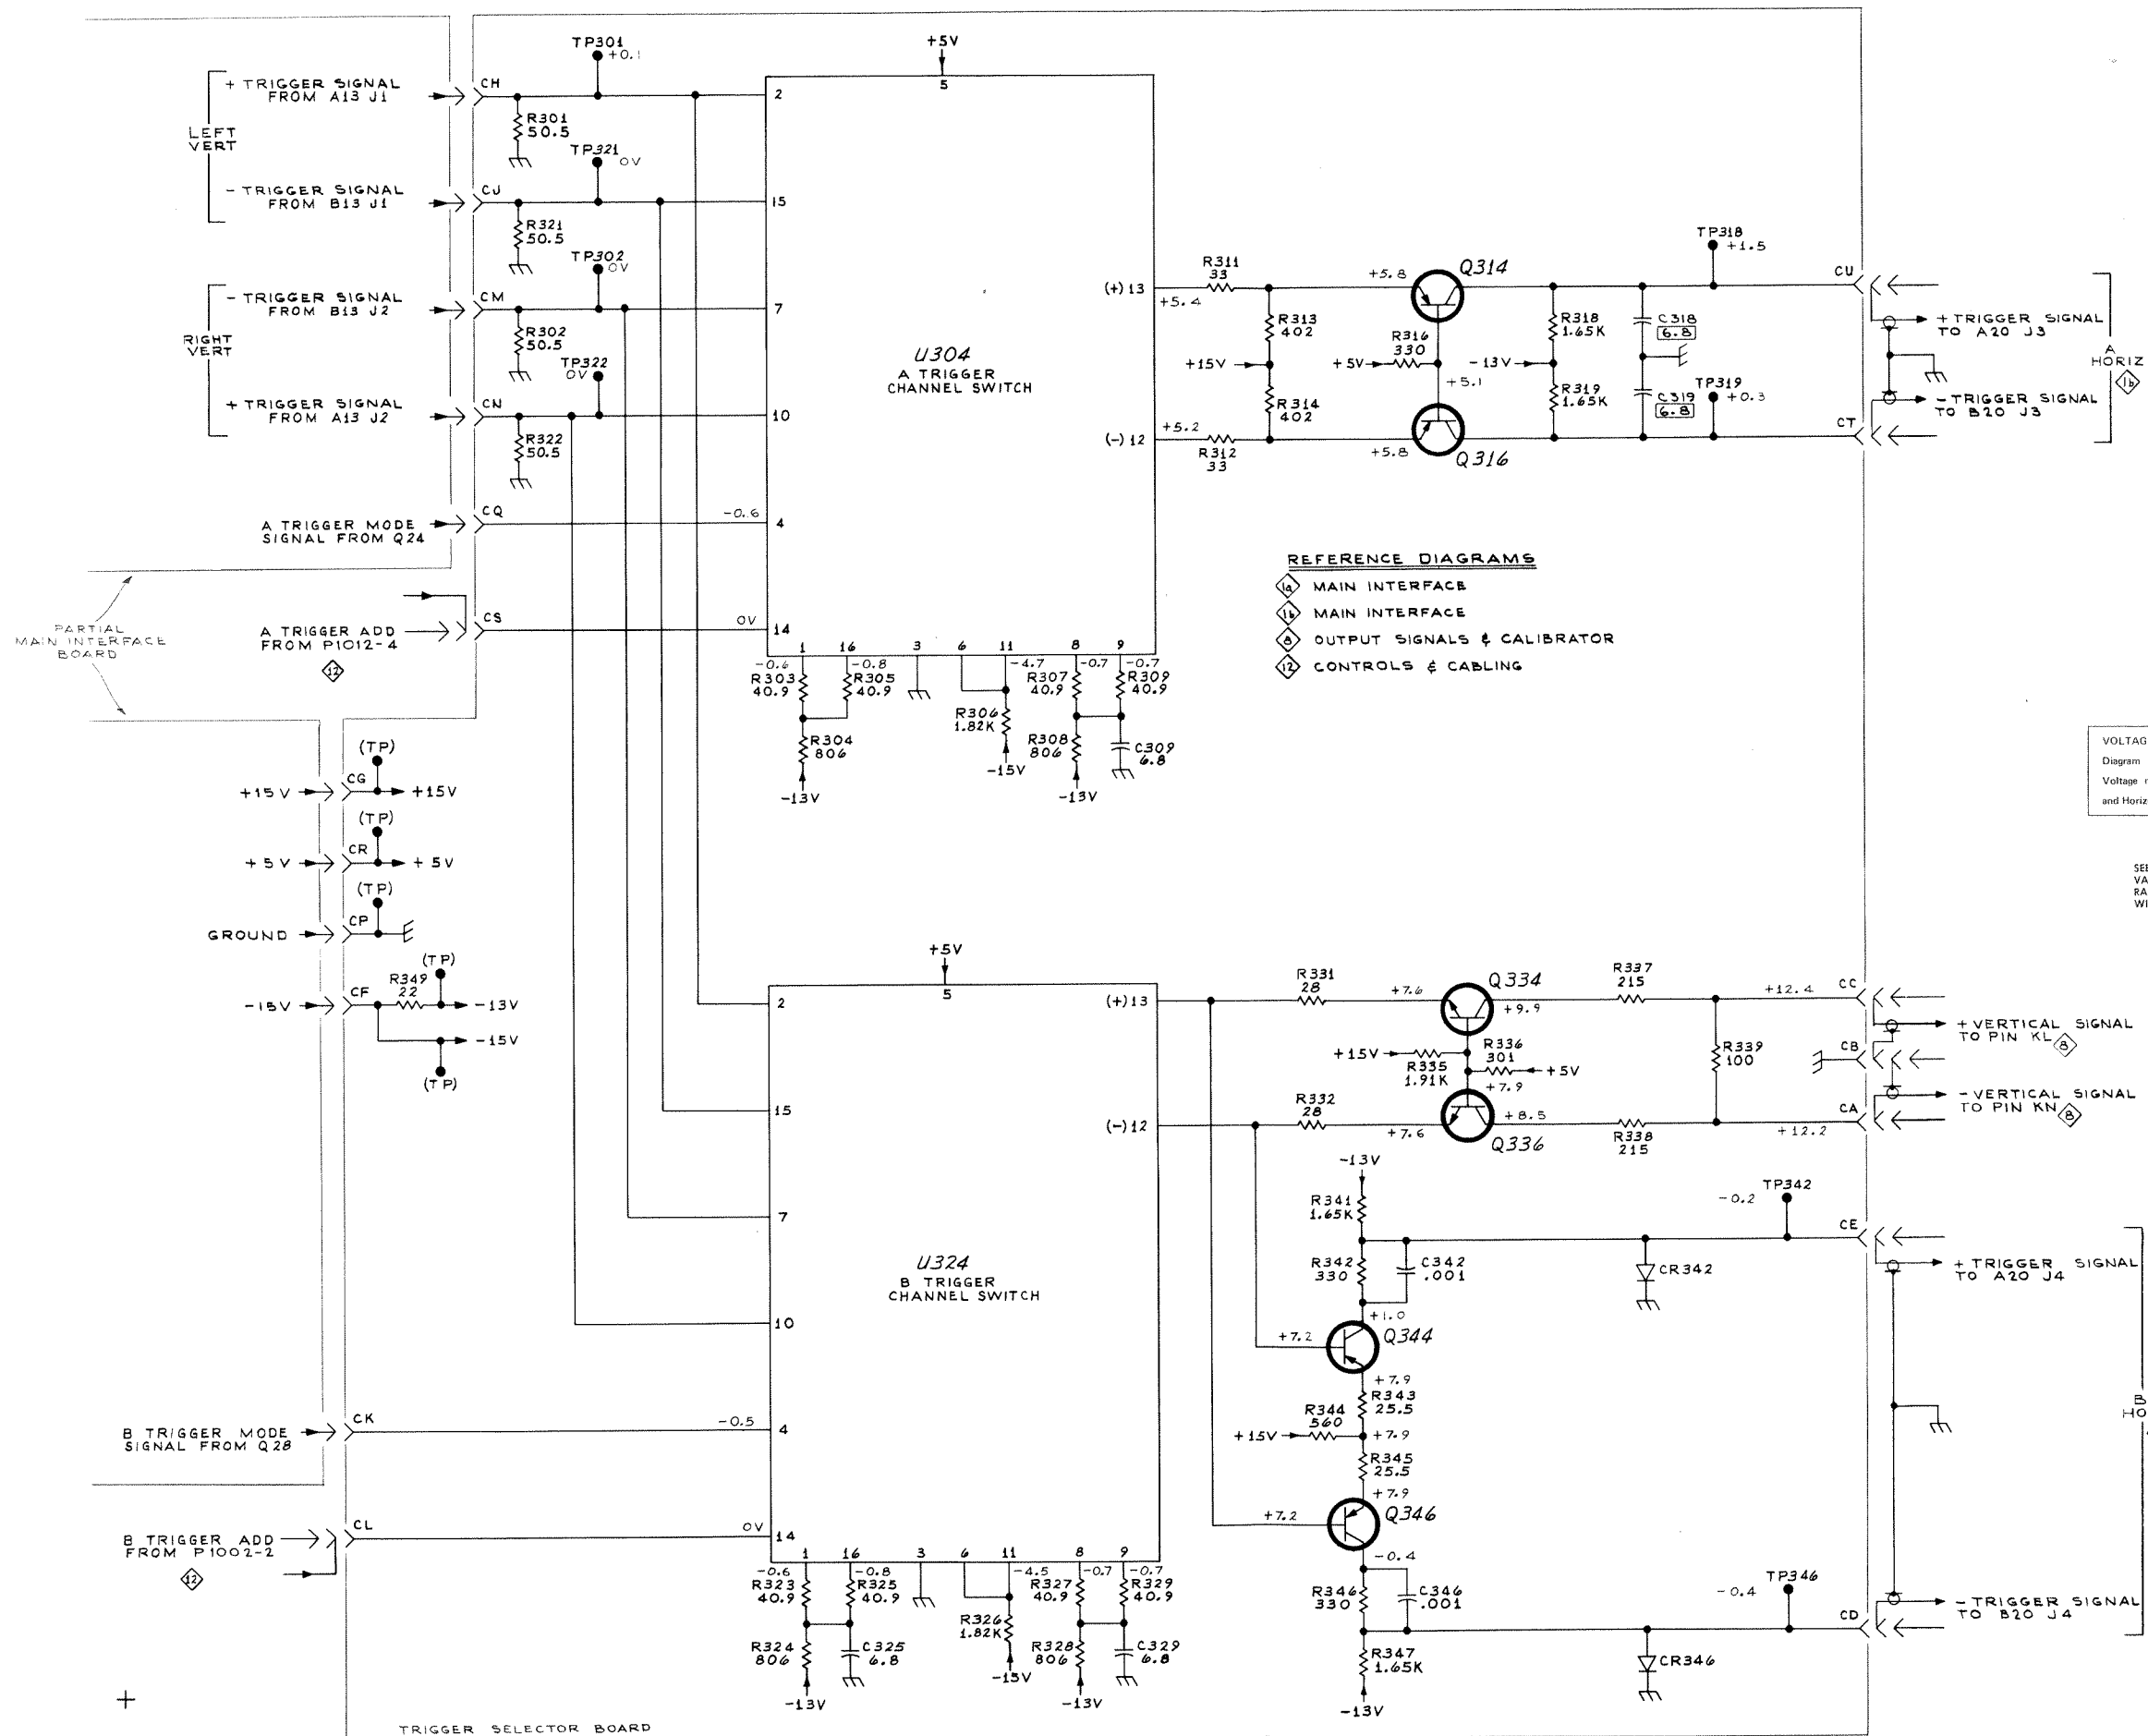 LEFT
VERT
+ TRIGGER SIGNAL
FROM A13 J1
- TRIGGER SIGNAL
FROM B13 J1
RIGHT
VERT
- TRIGGER SIGNAL
FROM B13 J2
+ TRIGGER SIGNAL
FROM A13 J2
A TRIGGER MODE
SIGNAL FROM Q24
A TRIGGER ADD
FROM P1012-4
12
PARTIAL
MAIN INTERFACE
BOARD
CH
CJ
CM
CN
CQ
CS
TP301
+0.1
R301
50.5
TP321
0V
R321
50.5
TP302
0V
R302
50.5
TP322
0V
R322
50.5
-0.6
0V
+5V
5
2
15
7
10
4
14
U304
A TRIGGER
CHANNEL SWITCH
(+) 13
(-) 12
1
16
3
6
11
8
9
-0.6
-0.8
-4.7
-0.7
-0.7
R303
40.9
R305
40.9
R304
806
-13V
R306
1.82K
-15V
R307
40.9
R309
40.9
R308
806
-13V
C309
6.8
+5.4
R311
33
+5.2
R312
33
R313
402
+15V
R314
402
+5.8
Q314
R316
330
+5V
+5.1
+5.8
Q316
-13V
R318
1.65K
R319
1.65K
C318
6.8
C319
6.8
TP318
+1.5
TP319
+0.3
CU
CT
+ TRIGGER SIGNAL
TO A20 J3
- TRIGGER SIGNAL
TO B20 J3
A
HORIZ
1b
REFERENCE DIAGRAMS
1a MAIN INTERFACE
1b MAIN INTERFACE
8 OUTPUT SIGNALS & CALIBRATOR
12 CONTROLS & CABLING
VOLTAG
Diagram
Voltage
and Horiz
SEE
VA
RA
WI
(TP)
+15V
CG
+15V
(TP)
+5V
CR
+5V
(TP)
GROUND
CP
(TP)
-15V
CF
R349
22
-13V
-15V
(TP)
B TRIGGER MODE
SIGNAL FROM Q28
CK
-0.5
B TRIGGER ADD
FROM P1002-2
12
CL
0V
+5V
5
2
15
7
10
4
14
U324
B TRIGGER
CHANNEL SWITCH
(+) 13
(-) 12
1
16
3
6
11
8
9
-0.6
-0.8
-4.5
-0.7
-0.7
R323
40.9
R325
40.9
R324
806
-13V
C325
6.8
R326
1.82K
-15V
R327
40.9
R329
40.9
R328
806
-13V
C329
6.8
R331
28
+7.6
Q334
+9.9
R337
215
+12.4
CC
+15V
R335
1.91K
R336
301
+5V
+7.9
R332
28
+7.6
Q336
+8.5
R338
215
R339
100
+12.2
CB
CA
+ VERTICAL SIGNAL
TO PIN KL 8
- VERTICAL SIGNAL
TO PIN KN 8
-13V
R341
1.65K
R342
330
C342
.001
CR342
-0.2
TP342
CE
+ TRIGGER SIGNAL
TO A20 J4
+1.0
+7.2
Q344
+7.9
R343
25.5
R344
560
+15V
+7.9
R345
25.5
+7.9
+7.2
Q346
-0.4
R346
330
C346
.001
R347
1.65K
-13V
CR346
-0.4
TP346
CD
- TRIGGER SIGNAL
TO B20 J4
B
HO
TRIGGER SELECTOR BOARD